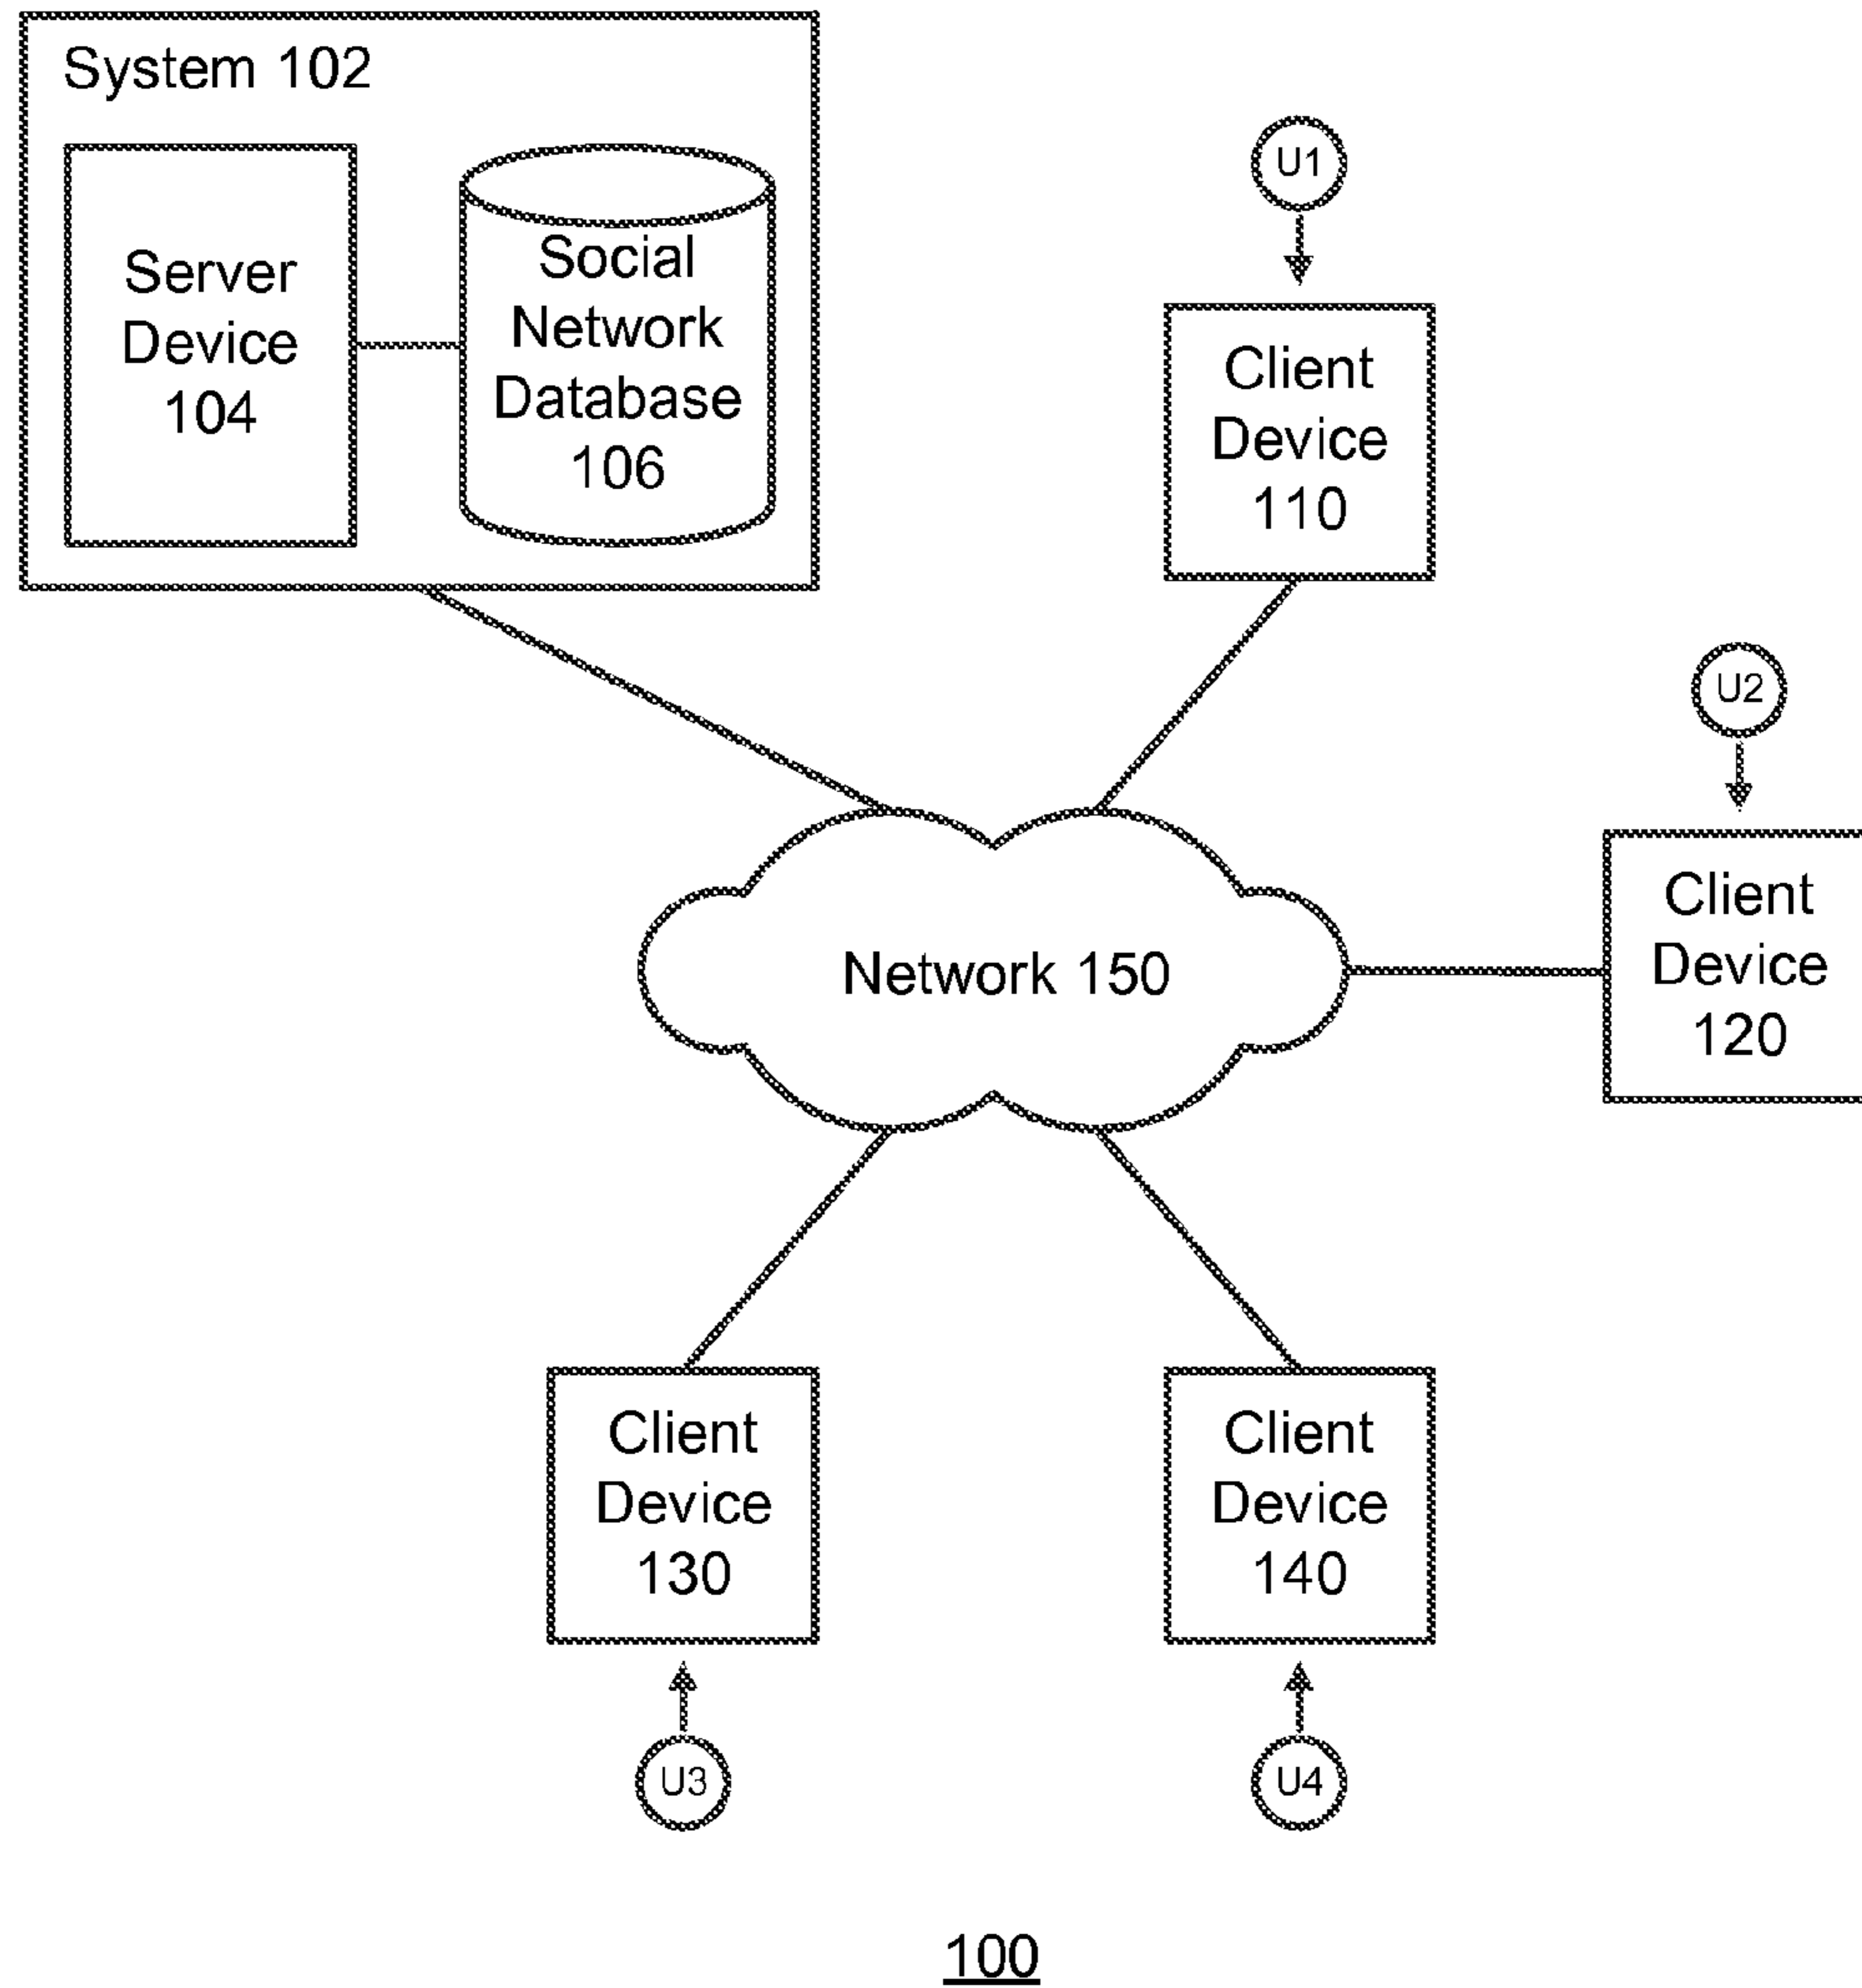 System 102
Server
Device
104
Social
Network
Database
106
U1
Client
Device
110
U2
Client
Device
120
Network 150
Client
Device
130
Client
Device
140
U3
U4
100